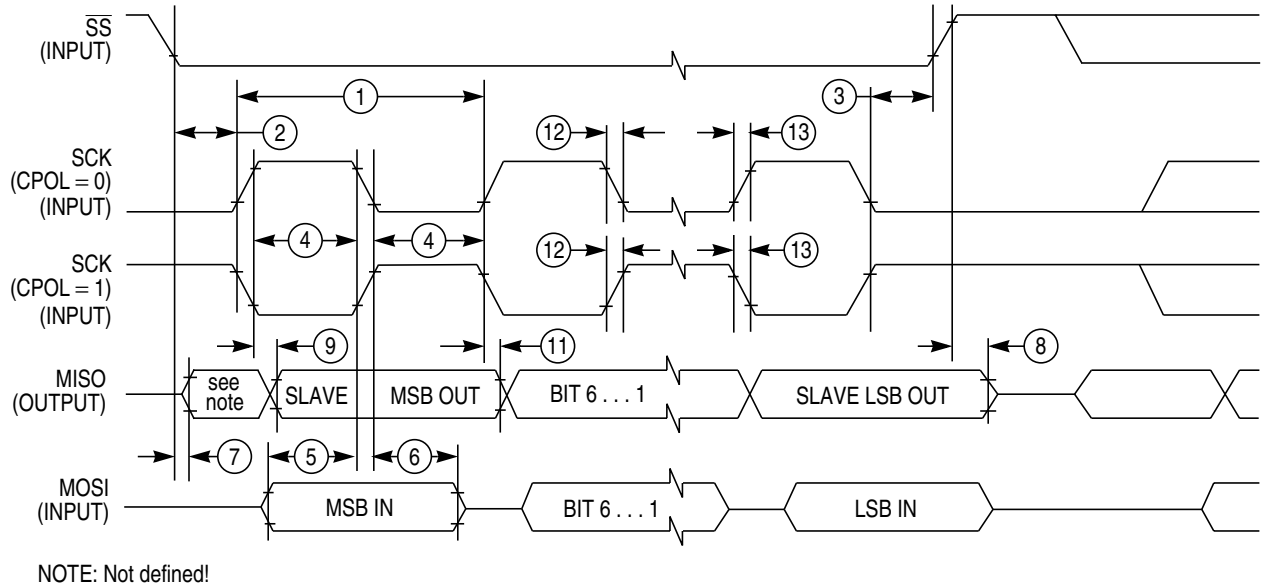 SS
(INPUT)
1
3
2
12
13
SCK
(CPOL = 0)
(INPUT)
4
4
12
13
SCK
(CPOL = 1)
(INPUT)
9
11
8
MISO
(OUTPUT)
see
note
SLAVE
MSB OUT
BIT 6 . . . 1
SLAVE LSB OUT
7
5
6
MOSI
(INPUT)
MSB IN
BIT 6 . . . 1
LSB IN
NOTE: Not defined!